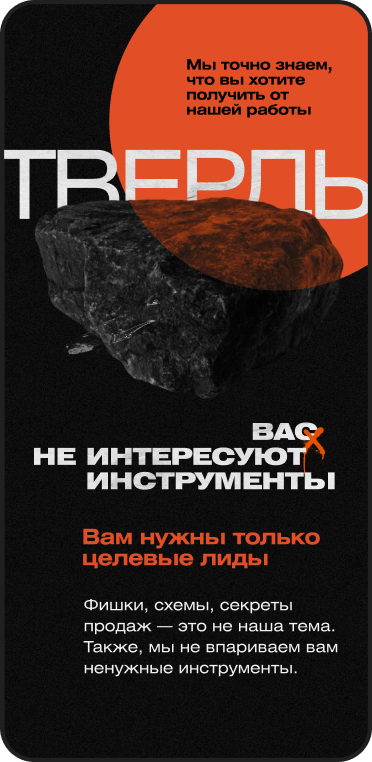 Мы точно знаем,
что вы хотите
получить от
нашей работы
ТВЕРДЬ
ВАС
НЕ ИНТЕРЕСУЮТ
ИНСТРУМЕНТЫ
Вам нужны только
целевые лиды
Фишки, схемы, секреты
продаж — это не наша тема.
Также, мы не впариваем вам
ненужные инструменты.